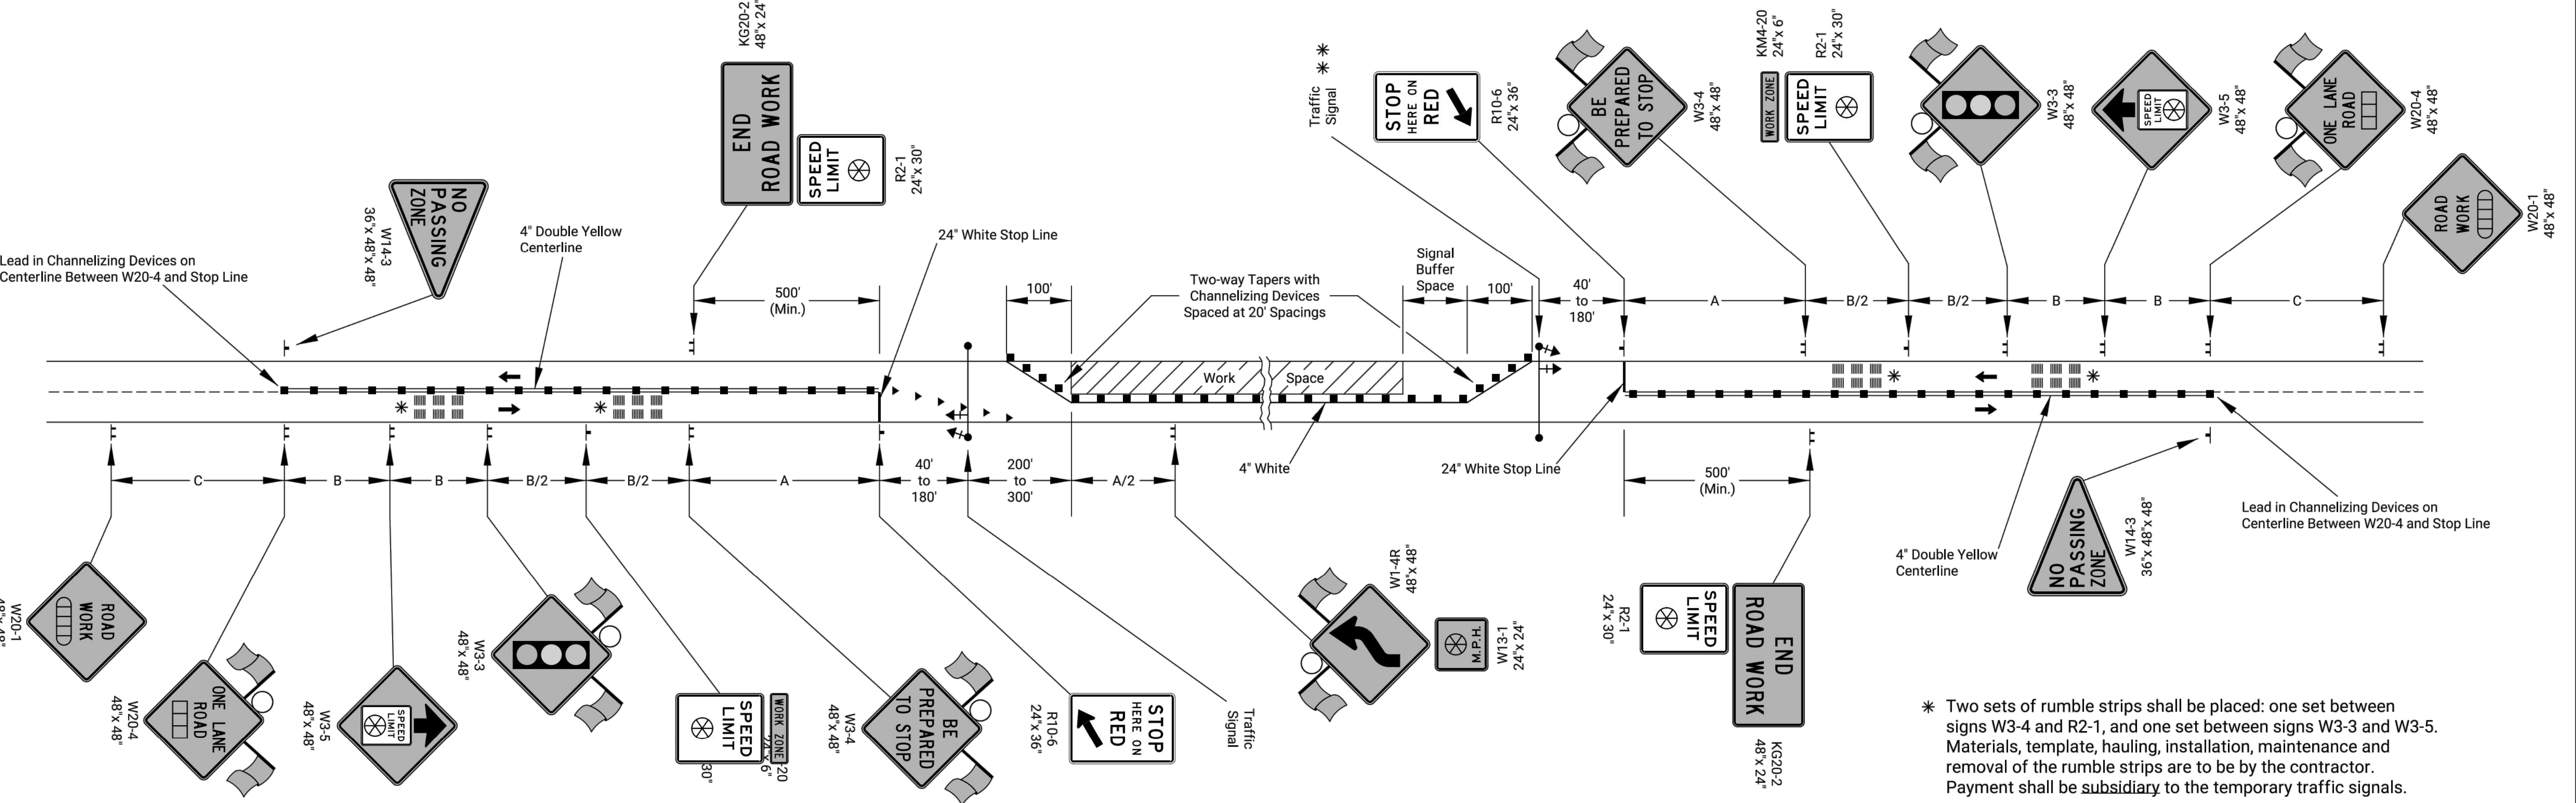 KG20-2
48"x 24"
END
ROAD WORK
SPEED
LIMIT
R2-1
24"x 30"
NO
PASSING
ZONE
W14-3
36"x 48"x 48"
Lead in Channelizing Devices on
Centerline Between W20-4 and Stop Line
4" Double Yellow
Centerline
24" White Stop Line
500'
(Min.)
100'
Two-way Tapers with
Channelizing Devices
Spaced at 20' Spacings
Signal
Buffer
Space
100'
Traffic
Signal
* *
STOP
HERE ON
RED
R10-6
24"x 36"
BE
PREPARED
TO STOP
W3-4
48"x 48"
KM4-20
24"x 6"
WORK ZONE
R2-1
24"x 30"
SPEED
LIMIT
W3-3
48"x 48"
SPEED
LIMIT
W3-5
48"x 48"
ONE LANE
ROAD
W20-4
48"x 48"
ROAD
WORK
W20-1
48"x 48"
40'
to
180'
A
B/2
B/2
B
B
C
Work Space
*
*
*
*
C
B
B
B/2
B/2
A
40'
to
180'
200'
to
300'
A/2
4" White
24" White Stop Line
500'
(Min.)
4" Double Yellow
Centerline
Lead in Channelizing Devices on
Centerline Between W20-4 and Stop Line
NO
PASSING
ZONE
W14-3
36"x 48"x 48"
ROAD
WORK
W20-1
48"x 48"
ONE LANE
ROAD
W20-4
48"x 48"
SPEED
LIMIT
W3-5
48"x 48"
W3-3
48"x 48"
SPEED
LIMIT
WORK ZONE
-20
24"x 6"
30"
BE
PREPARED
TO STOP
W3-4
48"x 48"
STOP
HERE ON
RED
R10-6
24"x 36"
Traffic
Signal
W1-4R
48"x 48"
M.P.H.
W13-1
24"x 24"
R2-1
24"x 30"
SPEED
LIMIT
END
ROAD WORK
KG20-2
48"x 24"
* Two sets of rumble strips shall be placed: one set between
signs W3-4 and R2-1, and one set between signs W3-3 and W3-5.
Materials, template, hauling, installation, maintenance and
removal of the rumble strips are to be by the contractor.
Payment shall be subsidiary to the temporary traffic signals.